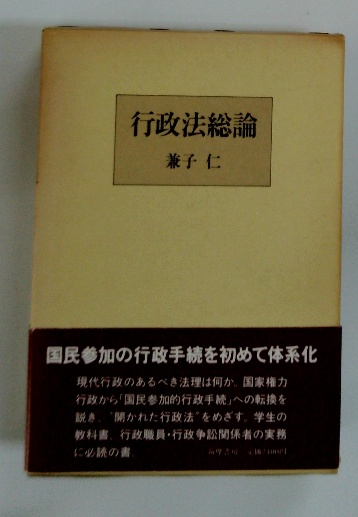 行政法総論
兼子 仁
国民参加の行政手続を初めて体系化
現代行政のあるべき法理は何か。国家権力
行政から「国民参加的行政手続」への転換を
説き、“開かれた行政法”をめざす。学生の
教科書、行政職員・行政争訟関係者の実務
に必読の書。
筑摩書房